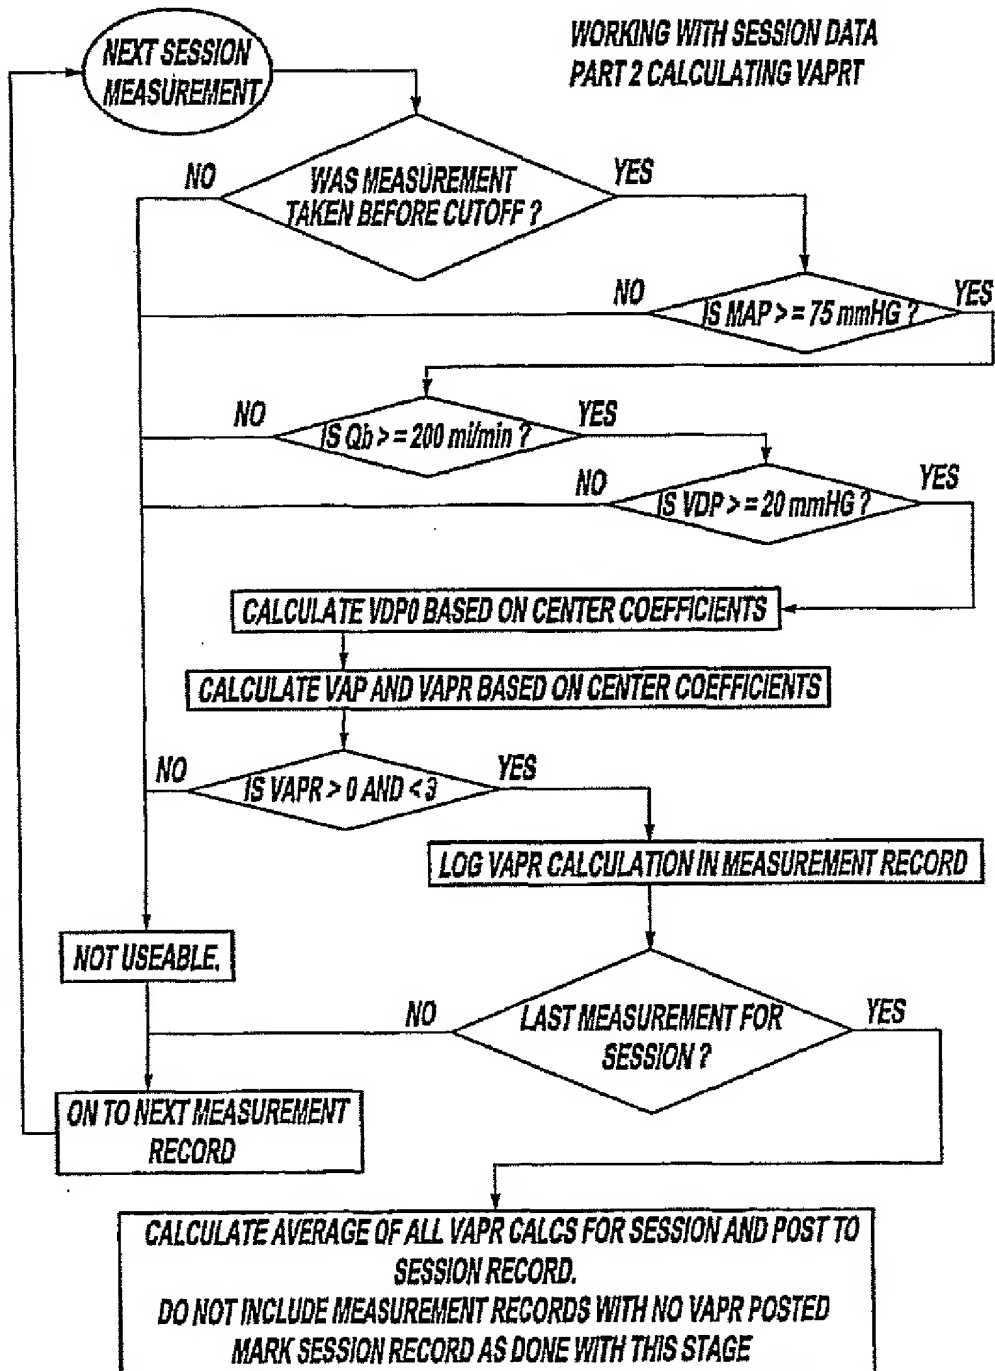 WORKING WITH SESSION DATA
PART 2 CALCULATING VAPRT
NEXT SESSION
MEASUREMENT
NO
WAS MEASUREMENT
TAKEN BEFORE CUTOFF ?
YES
NO
IS MAP > = 75 mmHG ?
YES
NO
IS Qb > = 200 ml/min ?
YES
NO
IS VDP > = 20 mmHG ?
YES
CALCULATE VDP0 BASED ON CENTER COEFFICIENTS
CALCULATE VAP AND VAPR BASED ON CENTER COEFFICIENTS
NO
IS VAPR > 0 AND < 3
YES
LOG VAPR CALCULATION IN MEASUREMENT RECORD
NOT USEABLE.
NO
LAST MEASUREMENT FOR
SESSION ?
YES
ON TO NEXT MEASUREMENT
RECORD
CALCULATE AVERAGE OF ALL VAPR CALCS FOR SESSION AND POST TO
SESSION RECORD.
DO NOT INCLUDE MEASUREMENT RECORDS WITH NO VAPR POSTED
MARK SESSION RECORD AS DONE WITH THIS STAGE